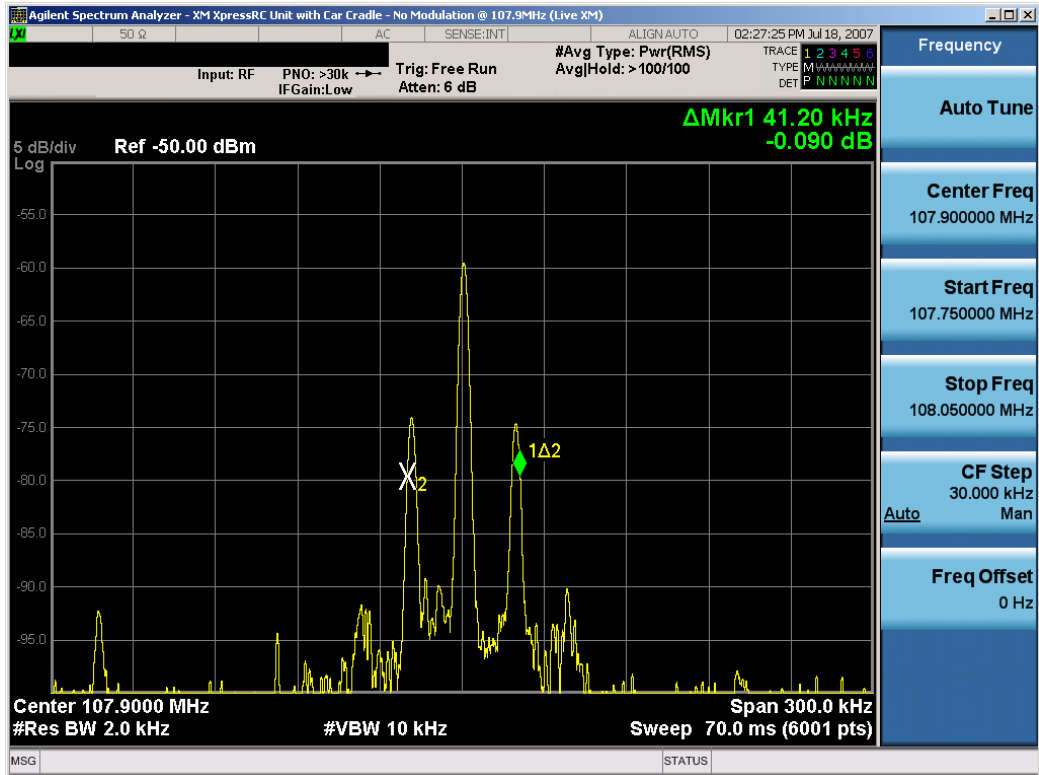 Agilent Spectrum Analyzer - XM XpressRC Unit with Car Cradle - No Modulation @ 107.9MHz (Live XM)
LXI 50 Ω AC SENSE:INT ALIGN AUTO 02:27:25 PM Jul 18, 2007
Input: RF PNO: >30k Trig: Free Run #Avg Type: Pwr(RMS) TRACE 1 2 3 4 5 6
IFGain:Low Atten: 6 dB Avg|Hold: >100/100 TYPE M
DET P N N N N N
Frequency
ΔMkr1 41.20 kHz
-0.090 dB
5 dB/div Ref -50.00 dBm
Log
-55.0
-60.0
-65.0
-70.0
-75.0
-80.0
-85.0
-90.0
-95.0
1Δ2
2
Center 107.9000 MHz Span 300.0 kHz
#Res BW 2.0 kHz #VBW 10 kHz Sweep 70.0 ms (6001 pts)
Auto Tune
Center Freq
107.900000 MHz
Start Freq
107.750000 MHz
Stop Freq
108.050000 MHz
CF Step
30.000 kHz
Auto Man
Freq Offset
0 Hz
MSG STATUS